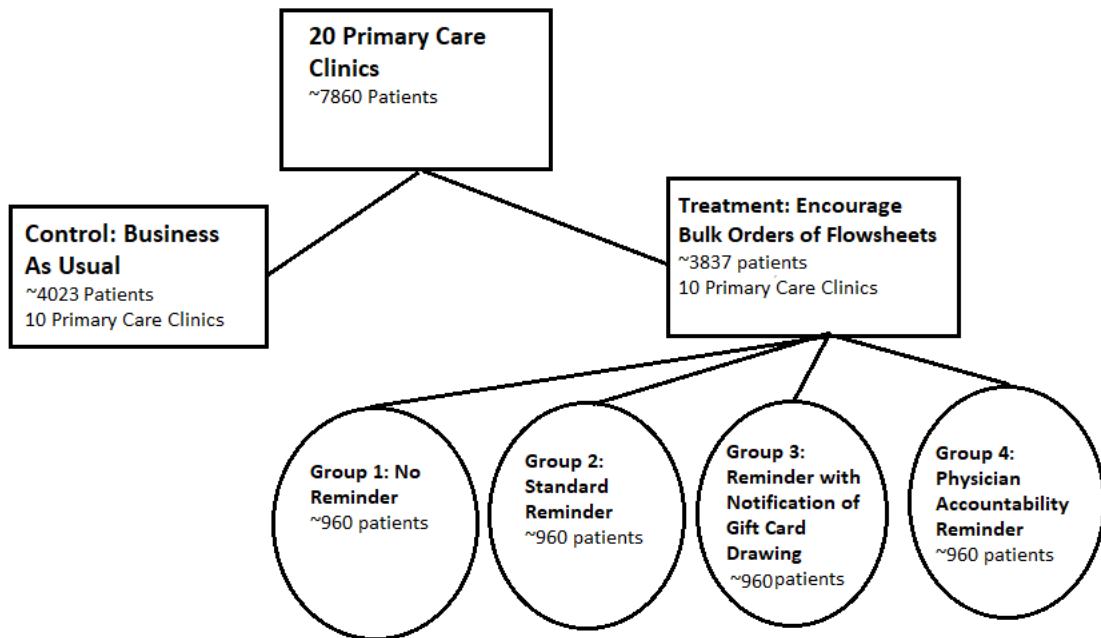 20 Primary Care
Clinics
~7860 Patients
Control: Business
As Usual
~4023 Patients
10 Primary Care Clinics
Treatment: Encourage
Bulk Orders of Flowsheets
~3837 patients
10 Primary Care Clinics
Group 1: No
Reminder
~960 patients
Group 2:
Standard
Reminder
~960 patients
Group 3:
Reminder with
Notification of
Gift Card
Drawing
~960 patients
Group 4:
Physician
Accountability
Reminder
~960 patients